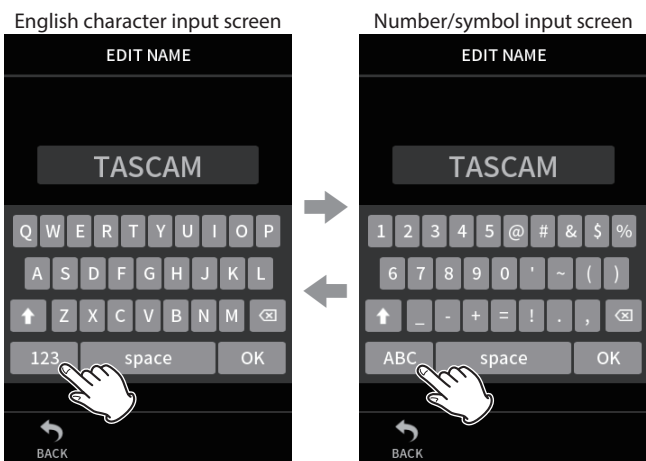 English character input screen
EDIT NAME
TASCAM
Q W E R T Y U I O P
A S D F G H J K L
Z X C V B N M
123 space OK
BACK
Number/symbol input screen
EDIT NAME
TASCAM
1 2 3 4 5 @ # & $ %
6 7 8 9 0 ' ~ ( )
_ - + = ! . ,
ABC space OK
BACK